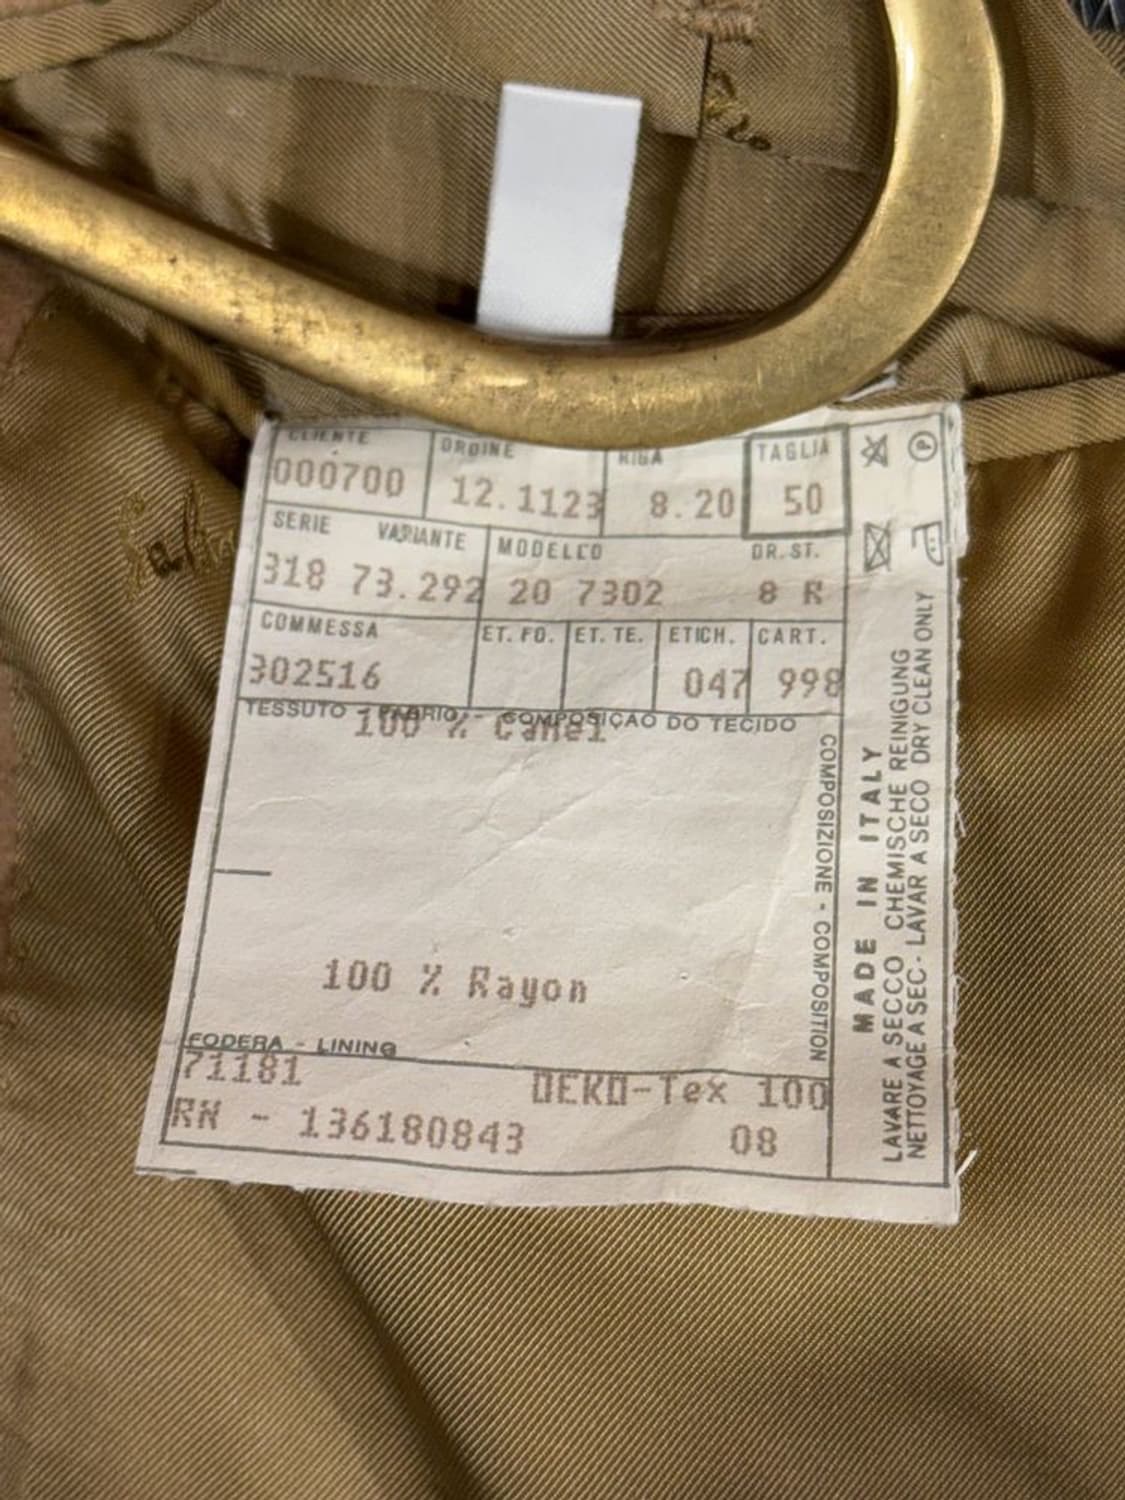 CLIENTE ORDINE RIGA TAGLIA
000700 12.1123 8.20 50
SERIE VARIANTE MODELLO DR.ST.
318 73.292 20 7302 8 R
COMMESSA ET. FO. ET. TE. ETICH. CART.
302516 047 998
TESSUTO - FABRIC - COMPOSIÇAO DO TECIDO
100 % Camel
100 % Rayon
FODERA - LINING
71181 OEKO-Tex 100
RN - 136180843 08
COMPOSIZIONE - COMPOSITION
MADE IN ITALY
LAVARE A SECCO CHEMISCHE REINIGUNG
NETTOYAGE A SEC - LAVAR A SECO DRY CLEAN ONLY
P